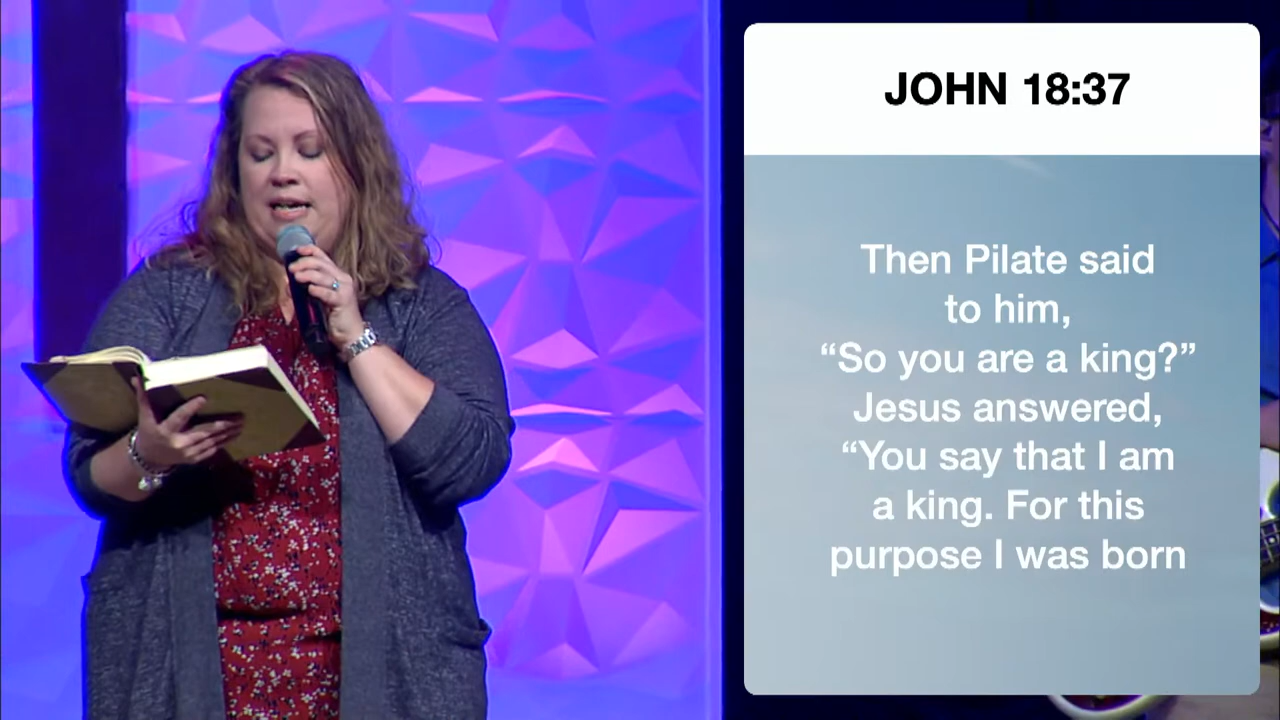 JOHN 18:37
Then Pilate said
to him,
“So you are a king?”
Jesus answered,
“You say that I am
a king. For this
purpose I was born